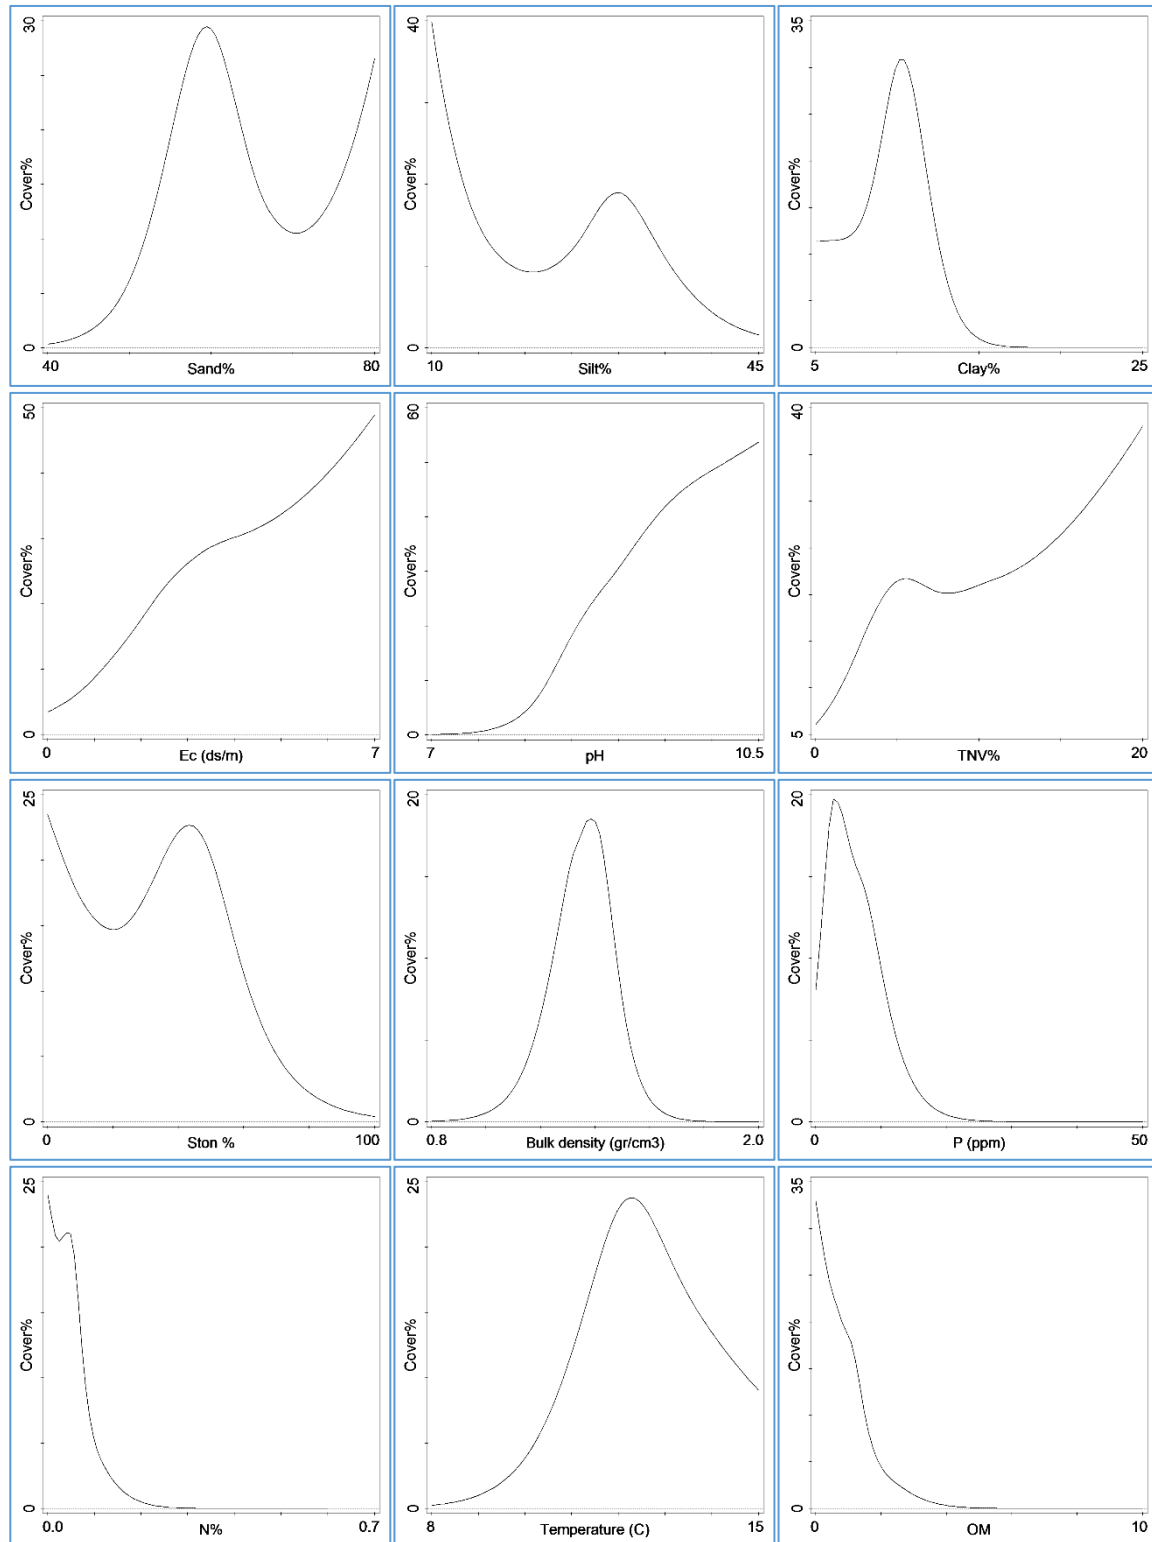 30
Cover%
0
40
Sand%
80
40
Cover%
0
10
Silt%
45
35
Cover%
0
5
Clay%
25
50
Cover%
0
0
Ec (ds/m)
7
60
Cover%
0
7
pH
10.5
40
Cover%
5
0
TNV%
20
25
Cover%
0
0
Ston %
100
20
Cover%
0
0.8
Bulk density (gr/cm3)
2.0
20
Cover%
0
0
P (ppm)
50
25
Cover%
0
0.0
N%
0.7
25
Cover%
0
8
Temperature (C)
15
35
Cover%
0
0
OM
10